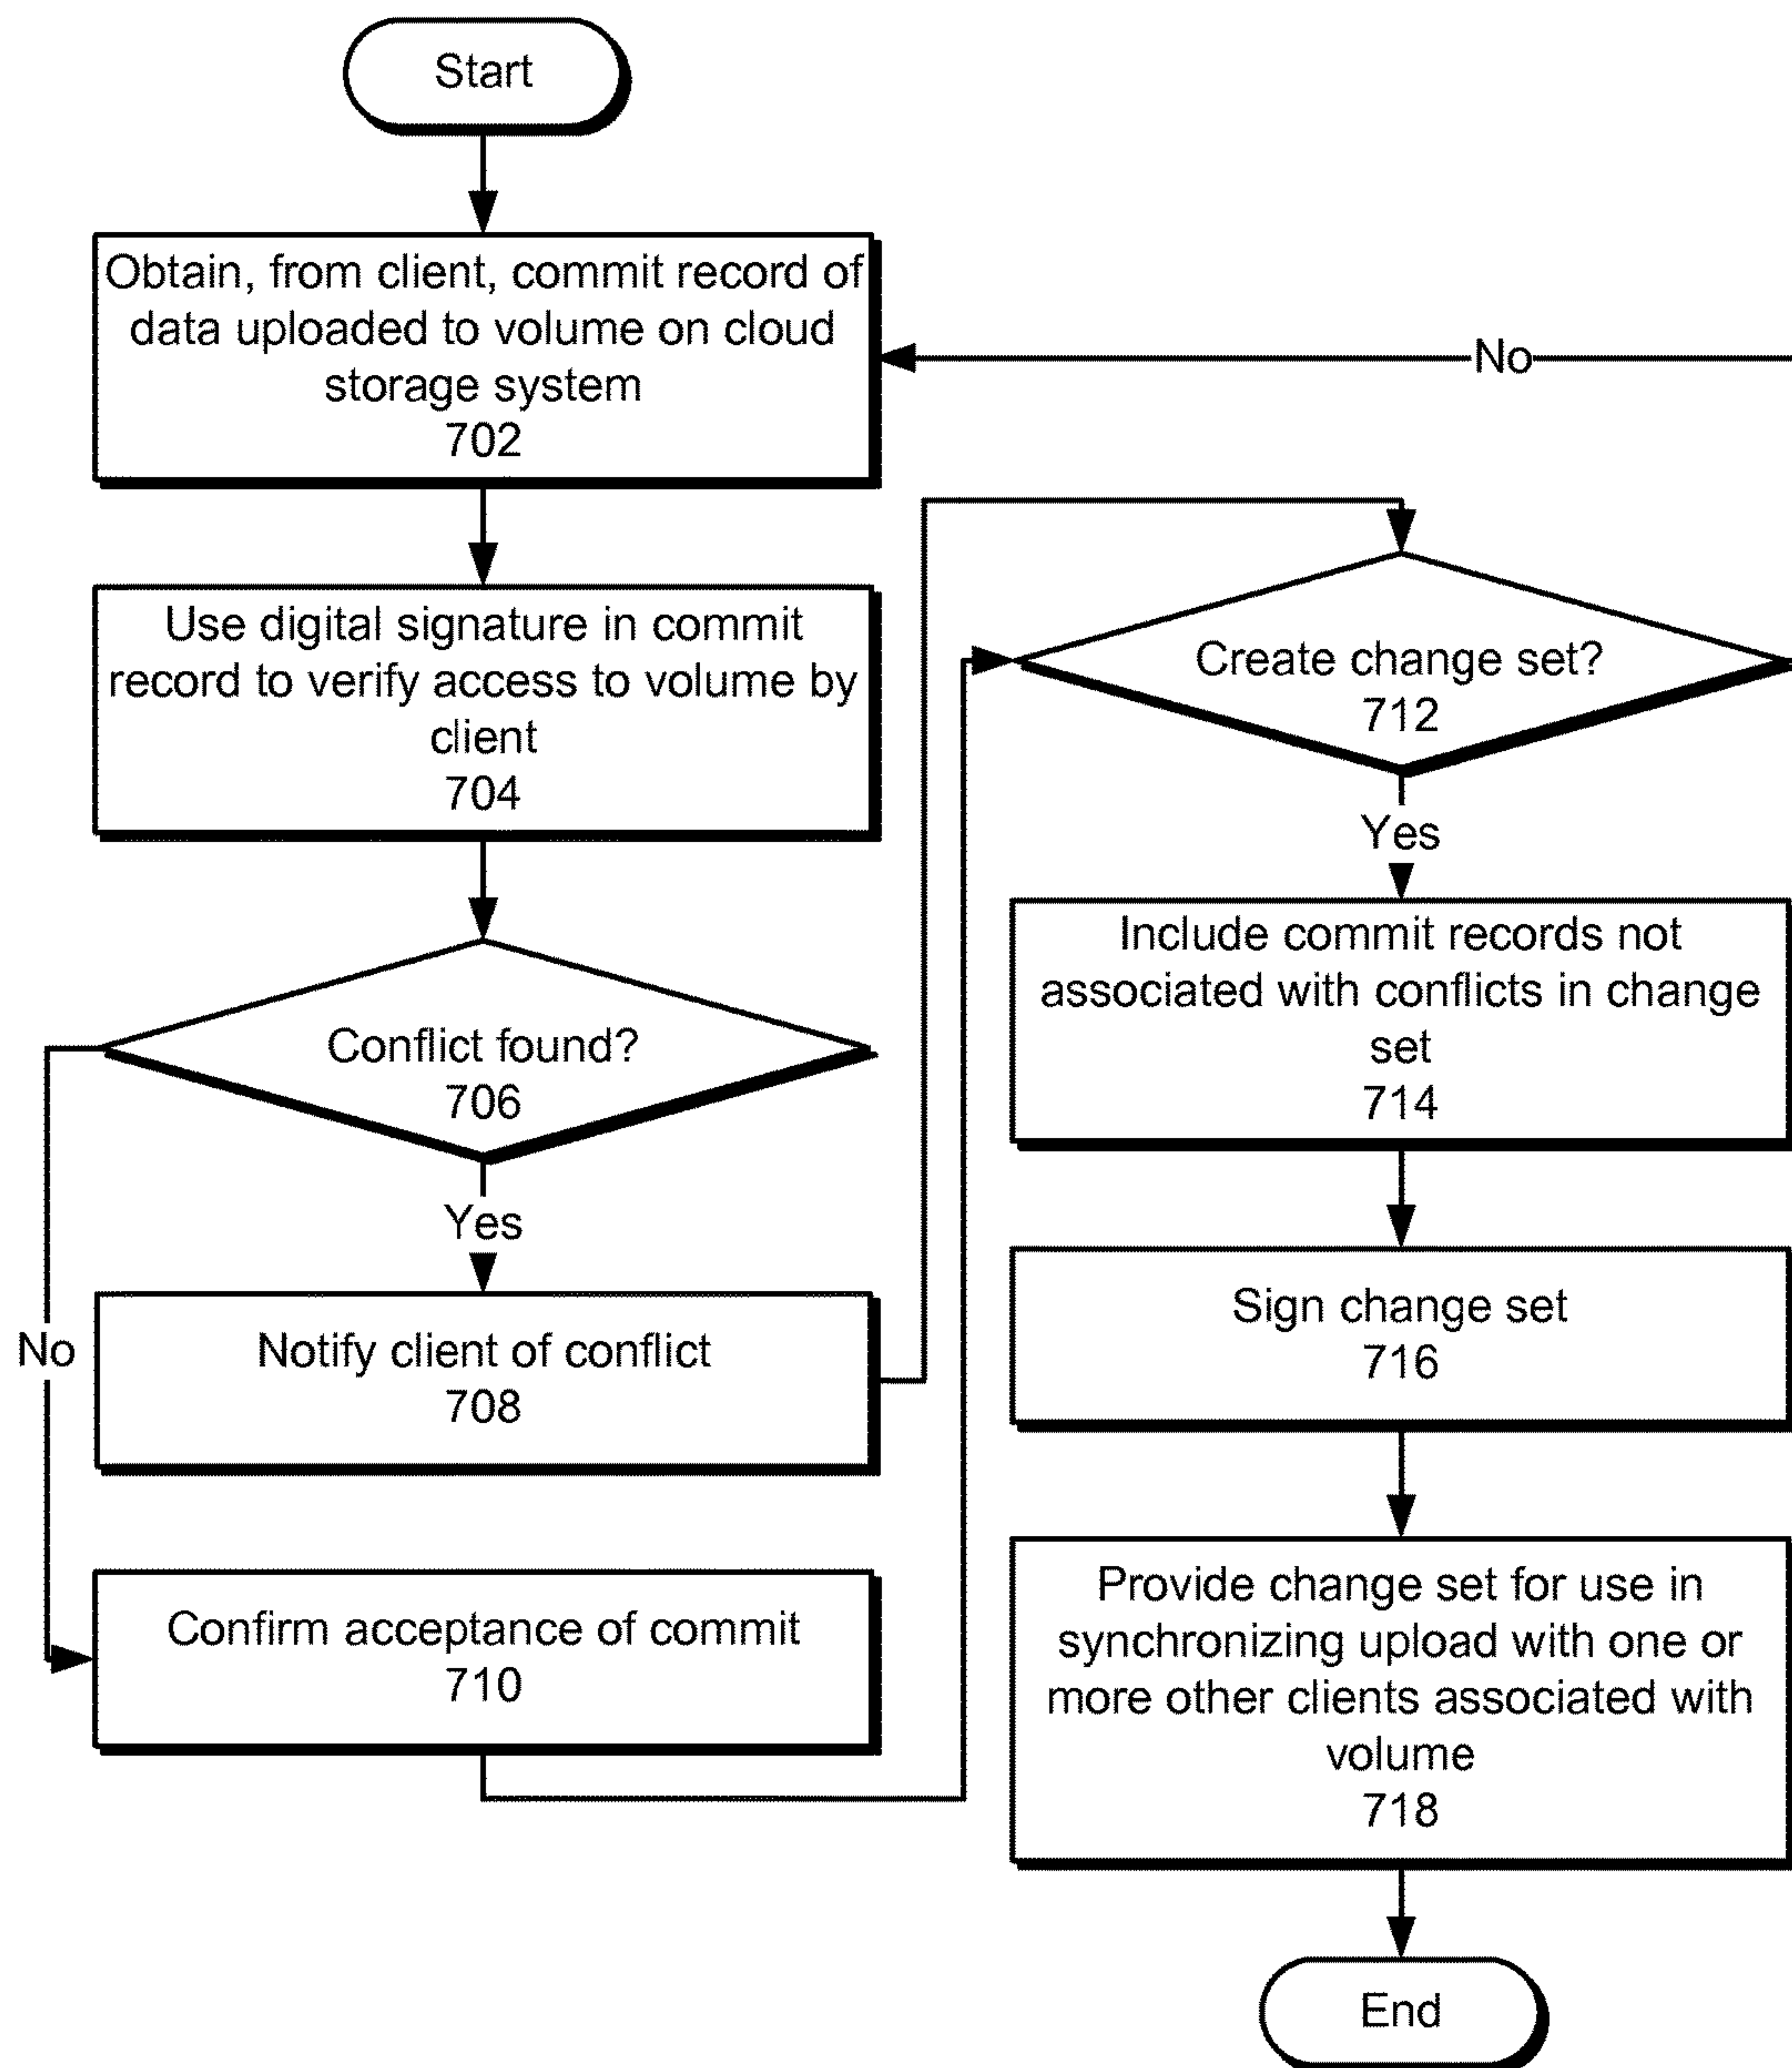 Start
Obtain, from client, commit record of
data uploaded to volume on cloud
storage system
702
Use digital signature in commit
record to verify access to volume by
client
704
Conflict found?
706
Yes
No
Notify client of conflict
708
Confirm acceptance of commit
710
No
Create change set?
712
Yes
Include commit records not
associated with conflicts in change
set
714
Sign change set
716
Provide change set for use in
synchronizing upload with one or
more other clients associated with
volume
718
End